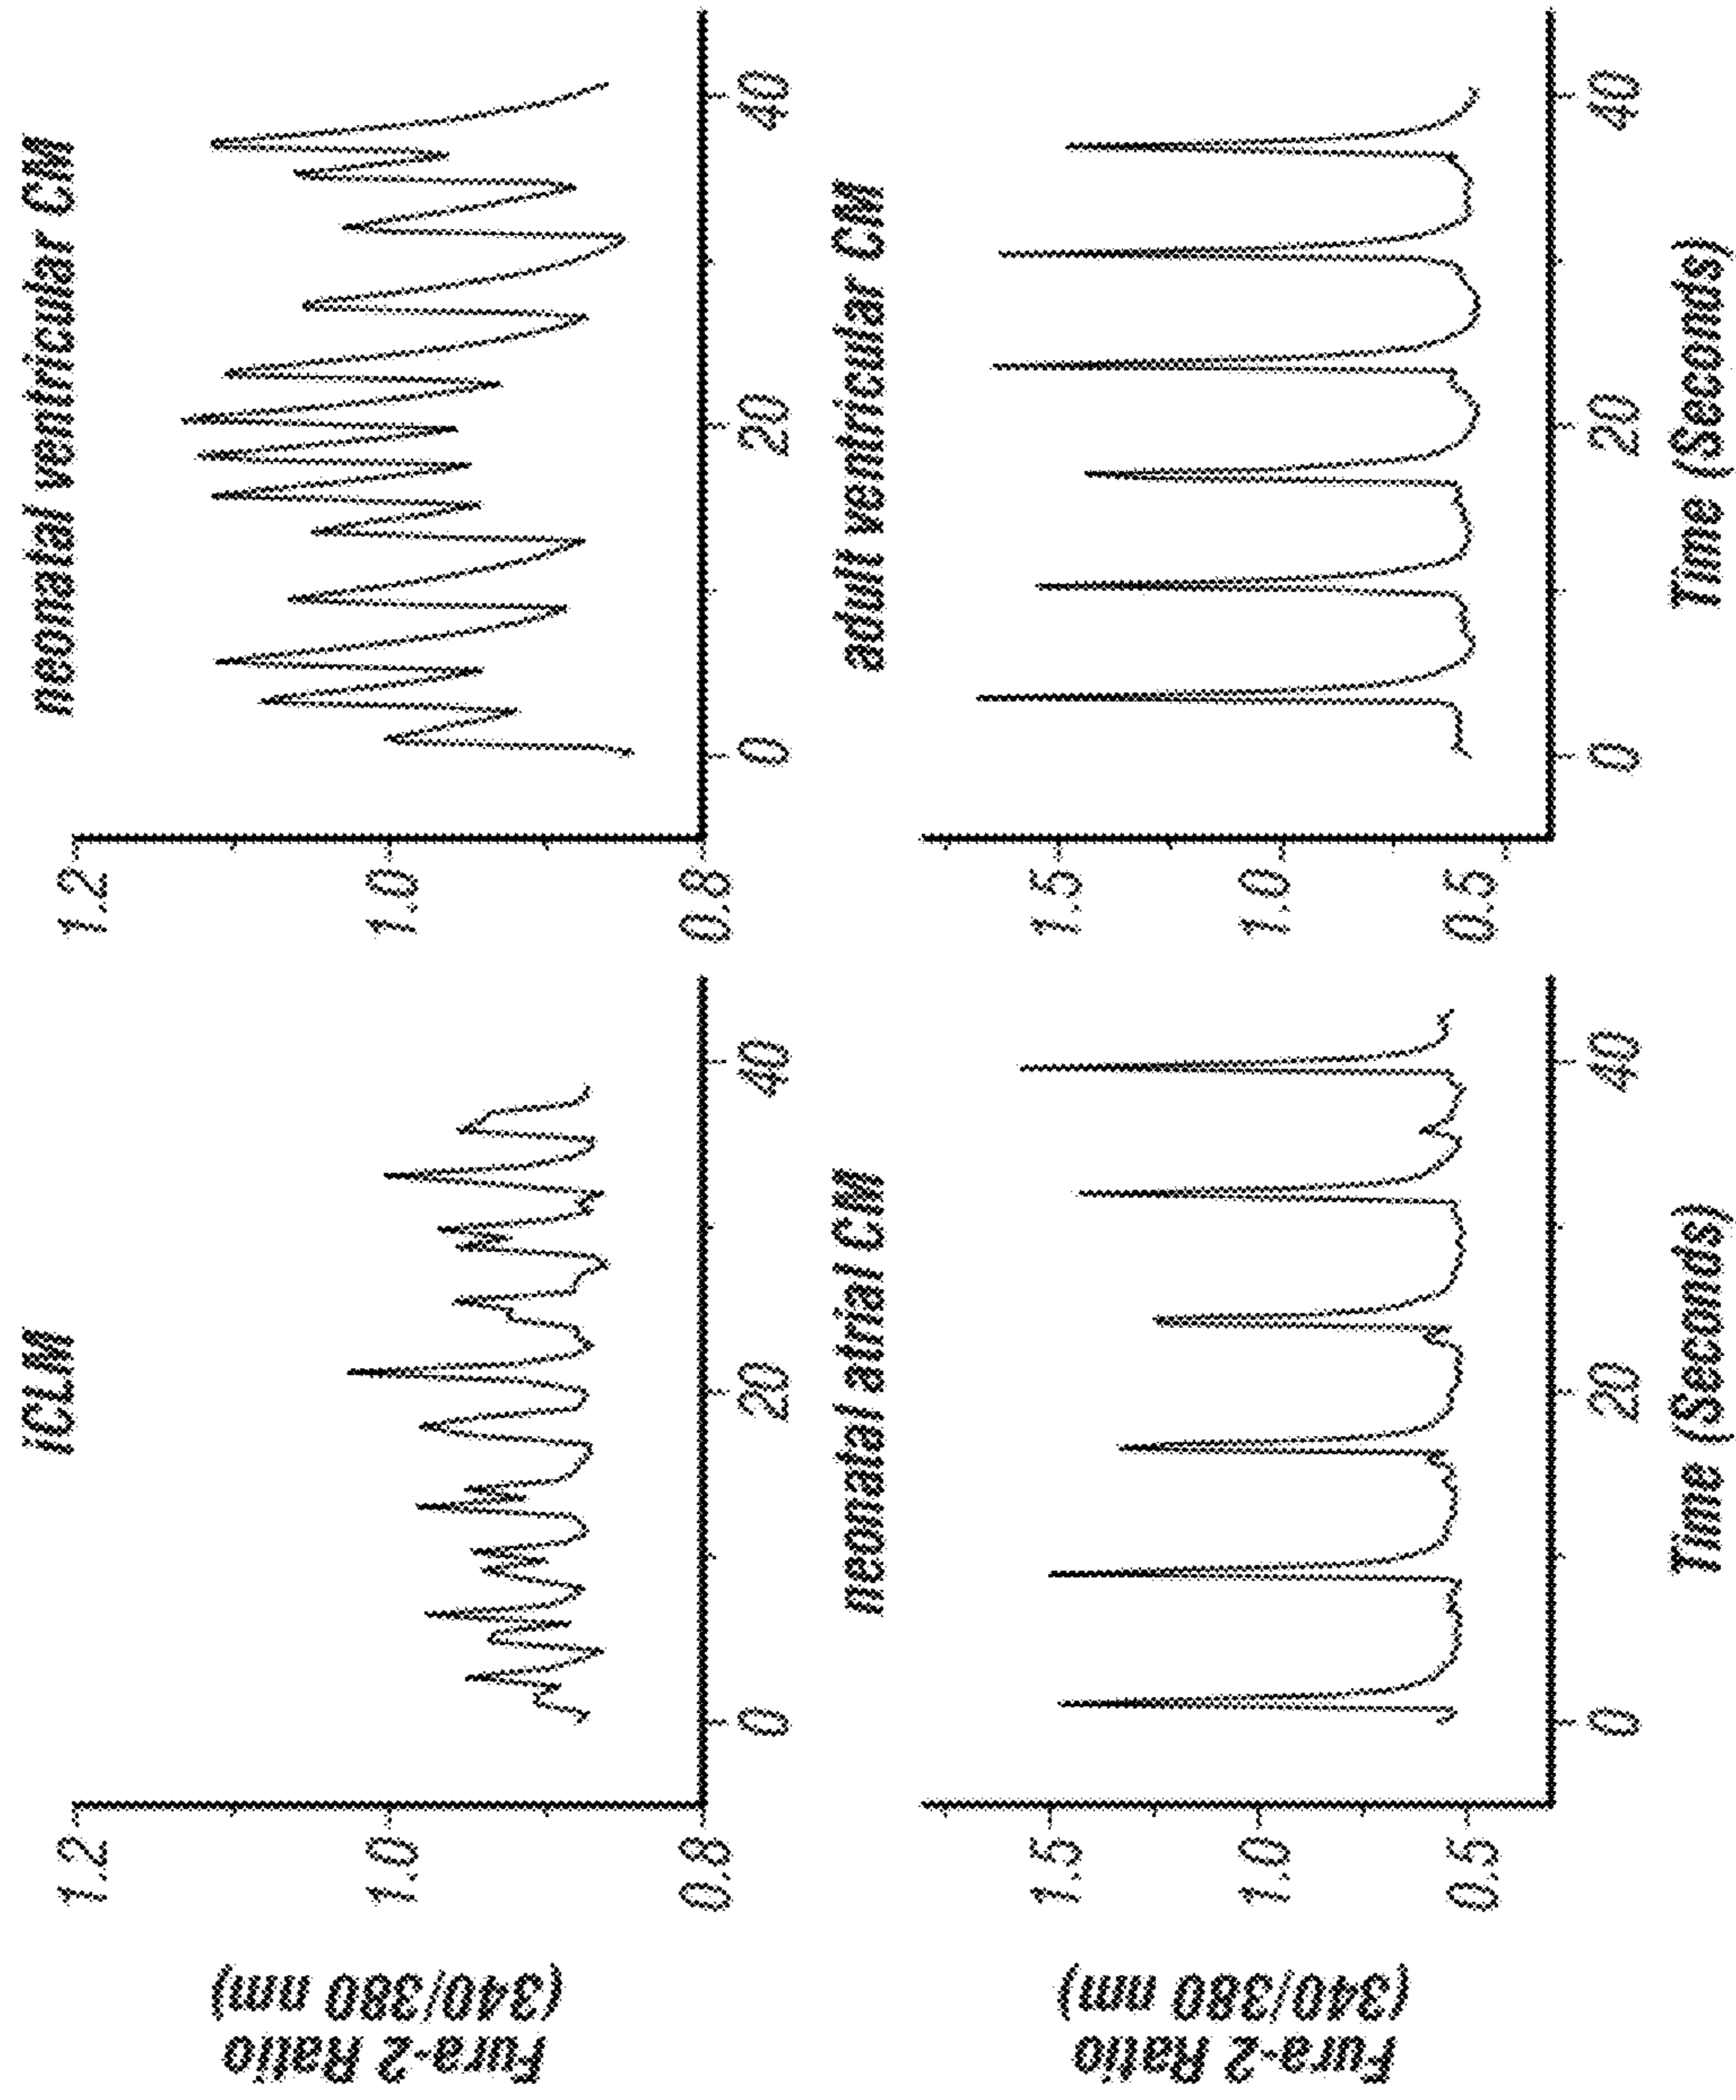 iCLM
Fura-2 Ratio
(340/380 nm)
1.2
1.0
0.8
0
20
40
neonatal ventricular CM
1.2
1.0
0.8
0
20
40
neonatal atrial CM
Fura-2 Ratio
(340/380 nm)
1.5
1.0
0.5
0
20
40
Time (Seconds)
adult ventricular CM
1.5
1.0
0.5
0
20
40
Time (Seconds)